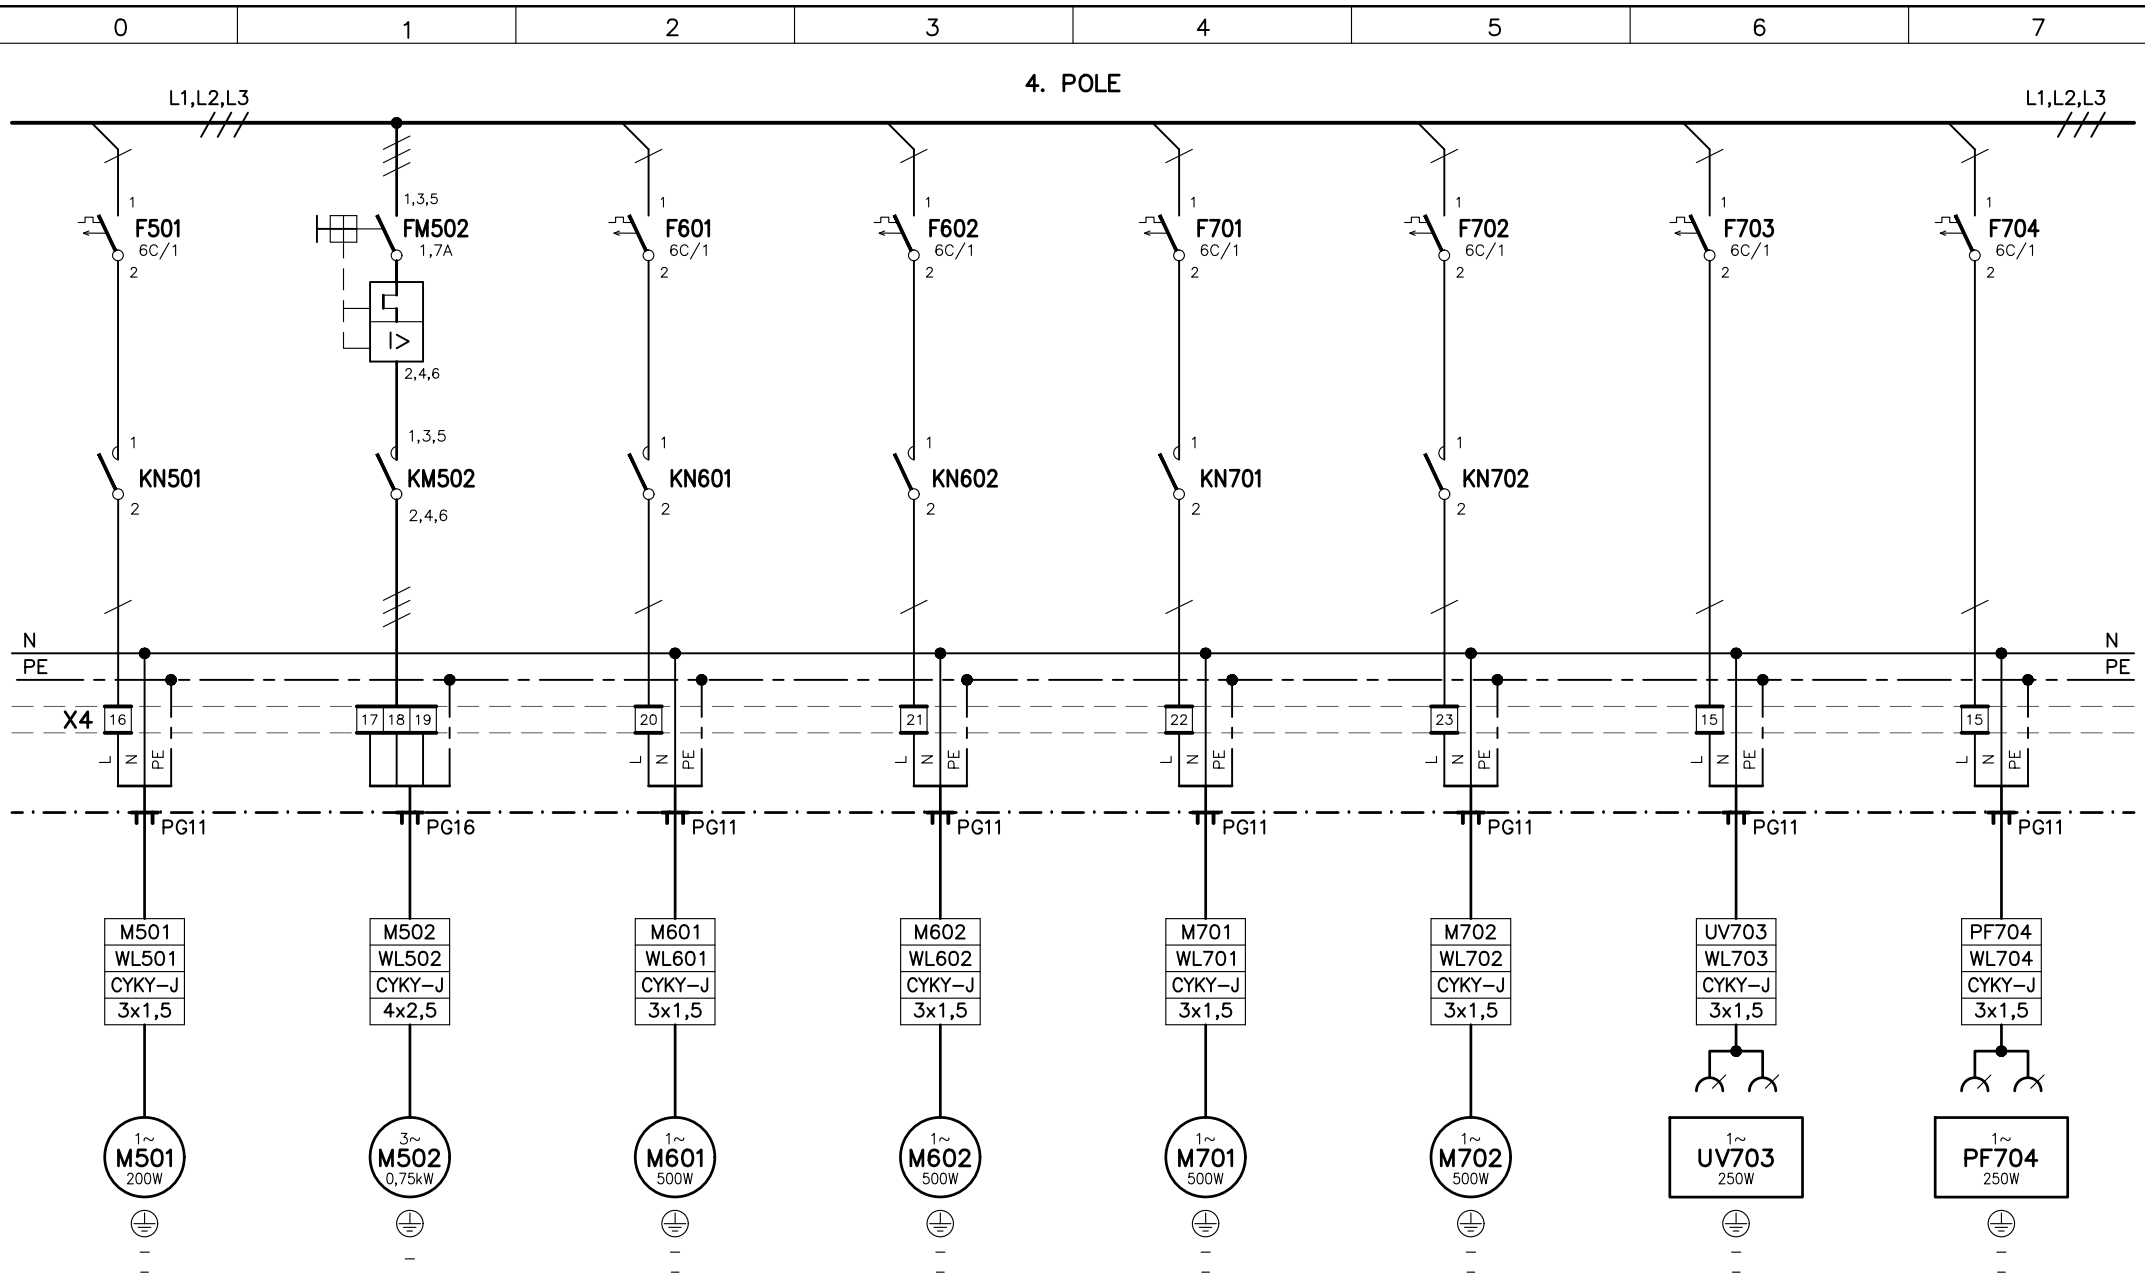 0 1 2 3 4 5 6 7
4. POLE
L1,L2,L3 L1,L2,L3
1 1,3,5 1 1 1 1 1 1
F501 FM502 F601 F602 F701 F702 F703 F704
6C/1 1,7A 6C/1 6C/1 6C/1 6C/1 6C/1 6C/1
2 2 2 2 2 2 2
I>
2,4,6
1 1,3,5 1 1 1 1
KN501 KM502 KN601 KN602 KN701 KN702
2 2,4,6 2 2 2 2
N N
PE PE
X4 16 17 18 19 20 21 22 23 15 15
L N PE L N PE L N PE L N PE L N PE L N PE L N PE
PG11 PG16 PG11 PG11 PG11 PG11 PG11 PG11
M501 M502 M601 M602 M701 M702 UV703 PF704
WL501 WL502 WL601 WL602 WL701 WL702 WL703 WL704
CYKY-J CYKY-J CYKY-J CYKY-J CYKY-J CYKY-J CYKY-J CYKY-J
3x1,5 4x2,5 3x1,5 3x1,5 3x1,5 3x1,5 3x1,5 3x1,5
1~ 3~ 1~ 1~ 1~ 1~ 1~ 1~
M501 M502 M601 M602 M701 M702 UV703 PF704
200W 0,75kW 500W 500W 500W 500W 250W 250W
- - - - - - - -
- - - - - - -